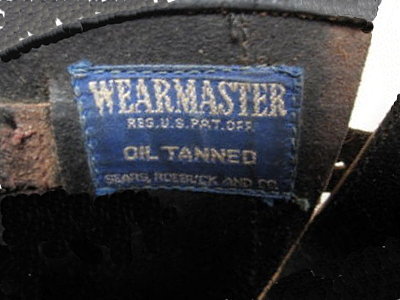 WEARMASTER
REG.U.S.PAT.OFF.
OIL TANNED
SEARS, ROEBUCK AND CO.